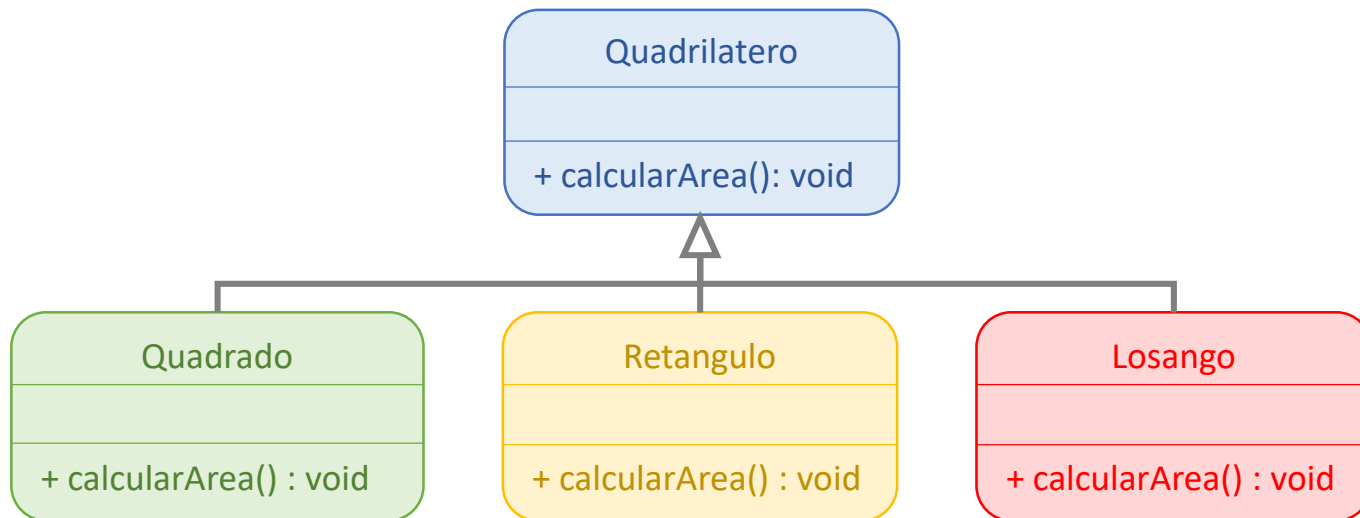 Quadrilatero
+ calcularArea(): void
Quadrado
+ calcularArea() : void
Retangulo
+ calcularArea() : void
Losango
+ calcularArea() : void